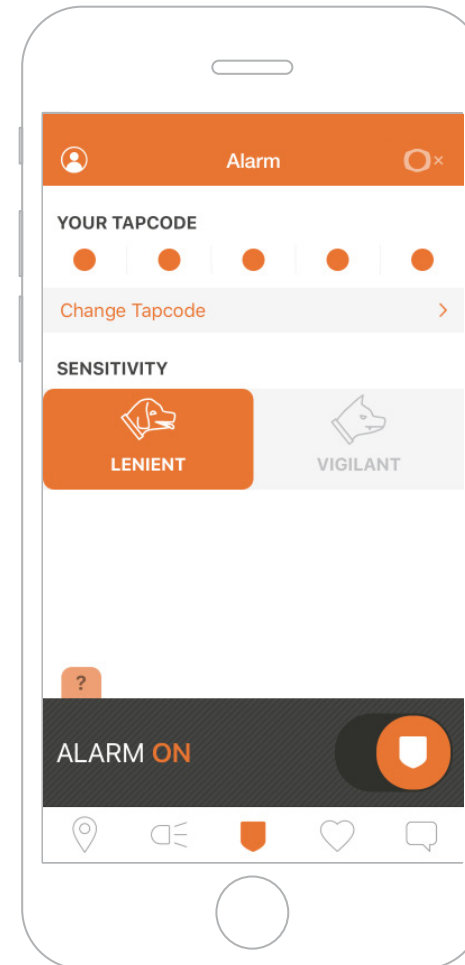 Alarm
YOUR TAPCODE
Change Tapcode
SENSITIVITY
LENIENT VIGILANT
?
ALARM ON